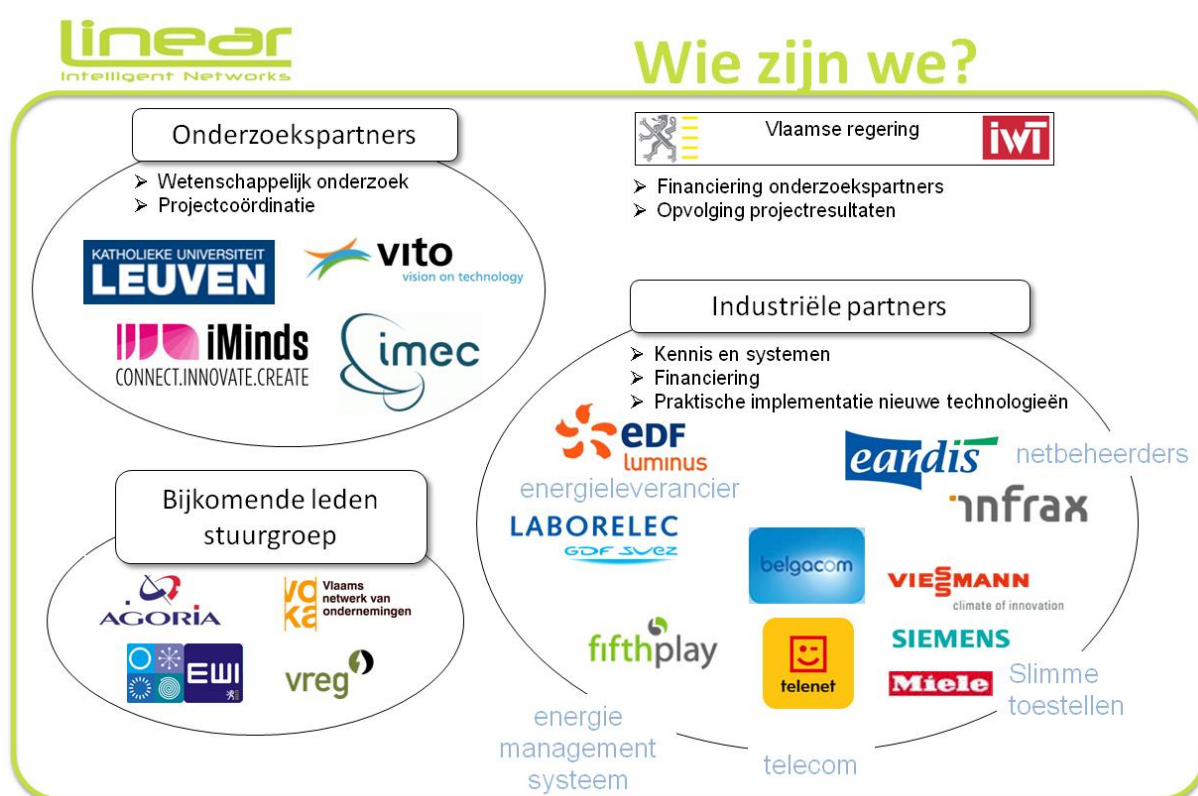 linear
Intelligent Networks
Wie zijn we?
Onderzoekspartners
➢ Wetenschappelijk onderzoek
➢ Projectcoördinatie
KATHOLIEKE UNIVERSITEIT
LEUVEN
vito
vision on technology
iMinds
CONNECT.INNOVATE.CREATE
imec
Vlaamse regering
iwT
➢ Financiering onderzoekspartners
➢ Opvolging projectresultaten
Industriële partners
➢ Kennis en systemen
➢ Financiering
➢ Praktische implementatie nieuwe technologieën
eDF
luminus
energieleverancier
eandis
netbeheerders
infrax
LABORELEC
GDF SUEZ
belgacom
VIESSMANN
climate of innovation
fifthplay
telenet
SIEMENS
Miele
Slimme
toestellen
energie
management
systeem
telecom
Bijkomende leden
stuurgroep
AGORIA
voka
Vlaams
netwerk van
ondernemingen
EWI
vreg